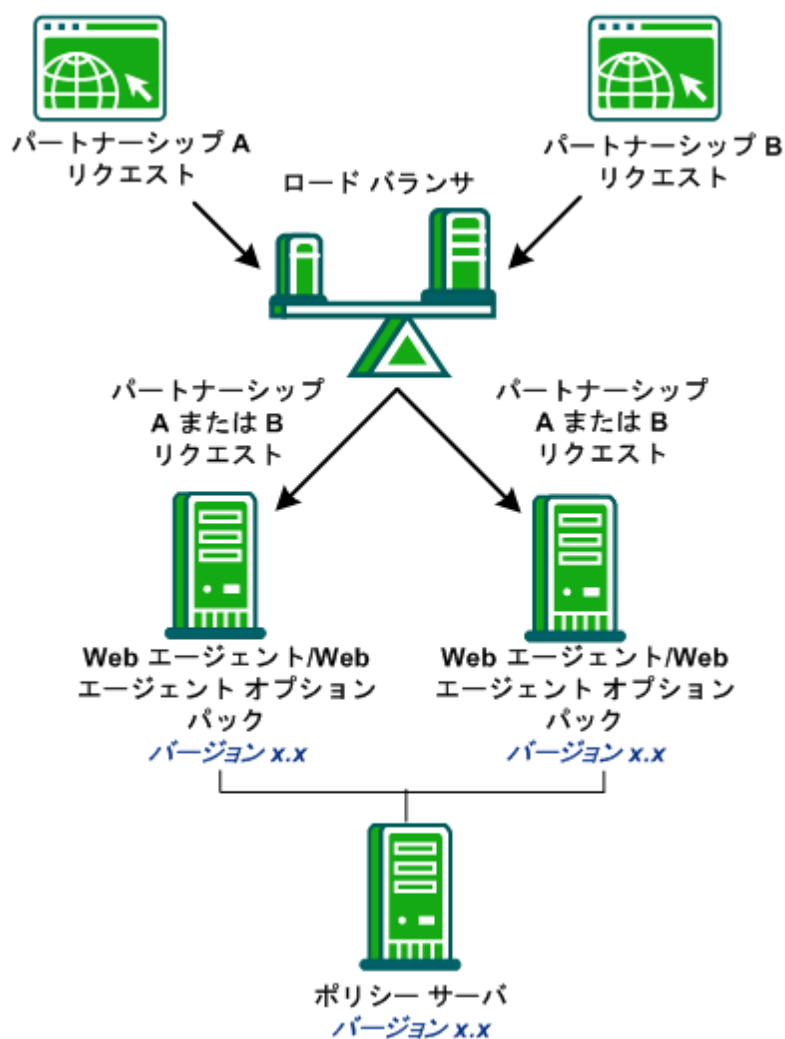 パートナーシップ A
リクエスト
パートナーシップ B
リクエスト
ロード バランサ
パートナーシップ
A または B
リクエスト
パートナーシップ
A または B
リクエスト
Web エージェント/Web
エージェント オプション
パック
バージョン x.x
Web エージェント/Web
エージェント オプション
パック
バージョン x.x
ポリシー サーバ
バージョン x.x